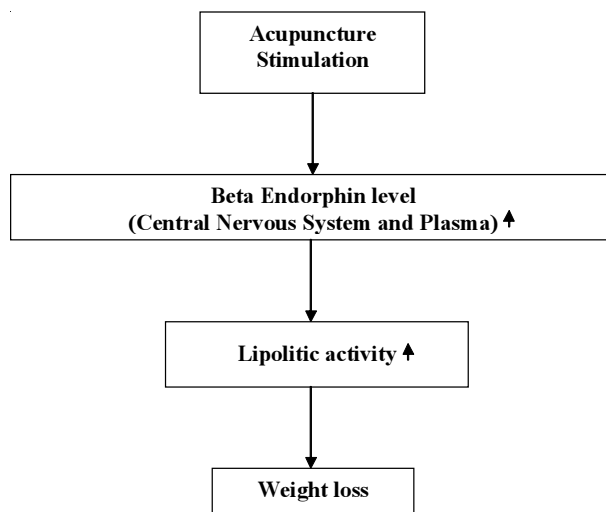 Acupuncture
Stimulation
Beta Endorphin level
(Central Nervous System and Plasma)
Lipolitic activity
Weight loss